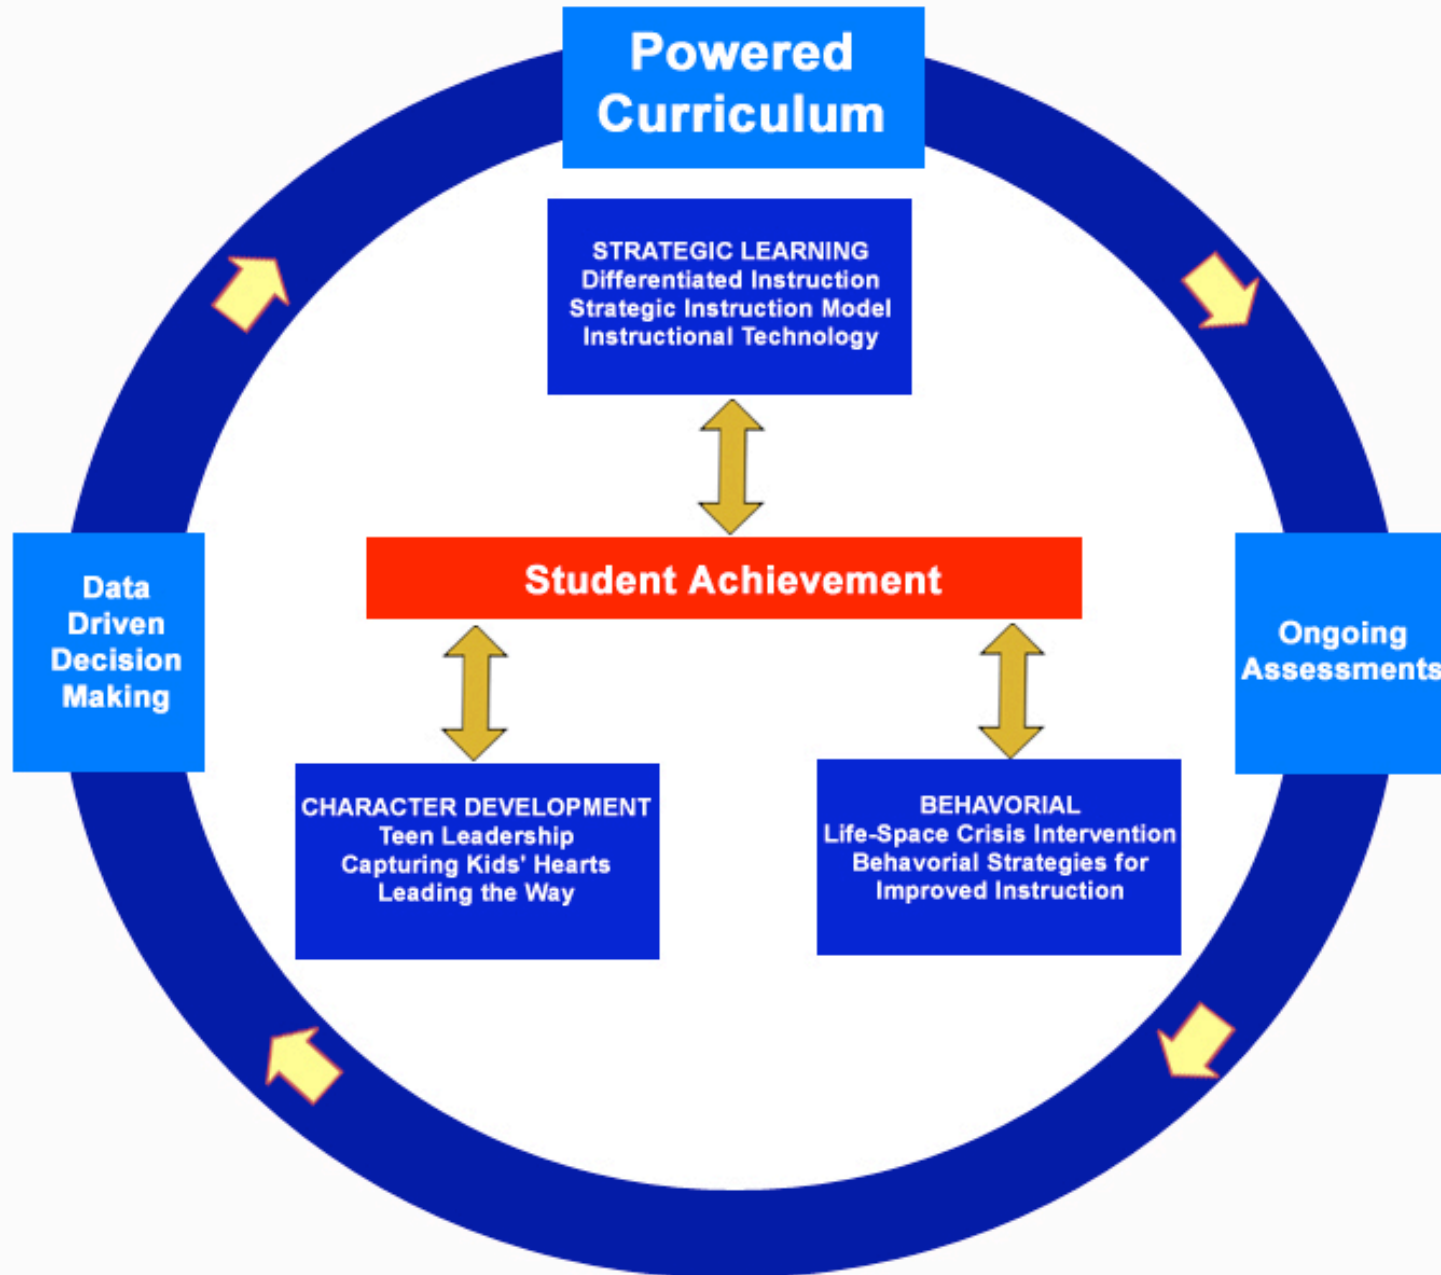 Powered
Curriculum
STRATEGIC LEARNING
Differentiated Instruction
Strategic Instruction Model
Instructional Technology
Student Achievement
Data
Driven
Decision
Making
Ongoing
Assessments
CHARACTER DEVELOPMENT
Teen Leadership
Capturing Kids' Hearts
Leading the Way
BEHAVORIAL
Life-Space Crisis Intervention
Behavorial Strategies for
Improved Instruction